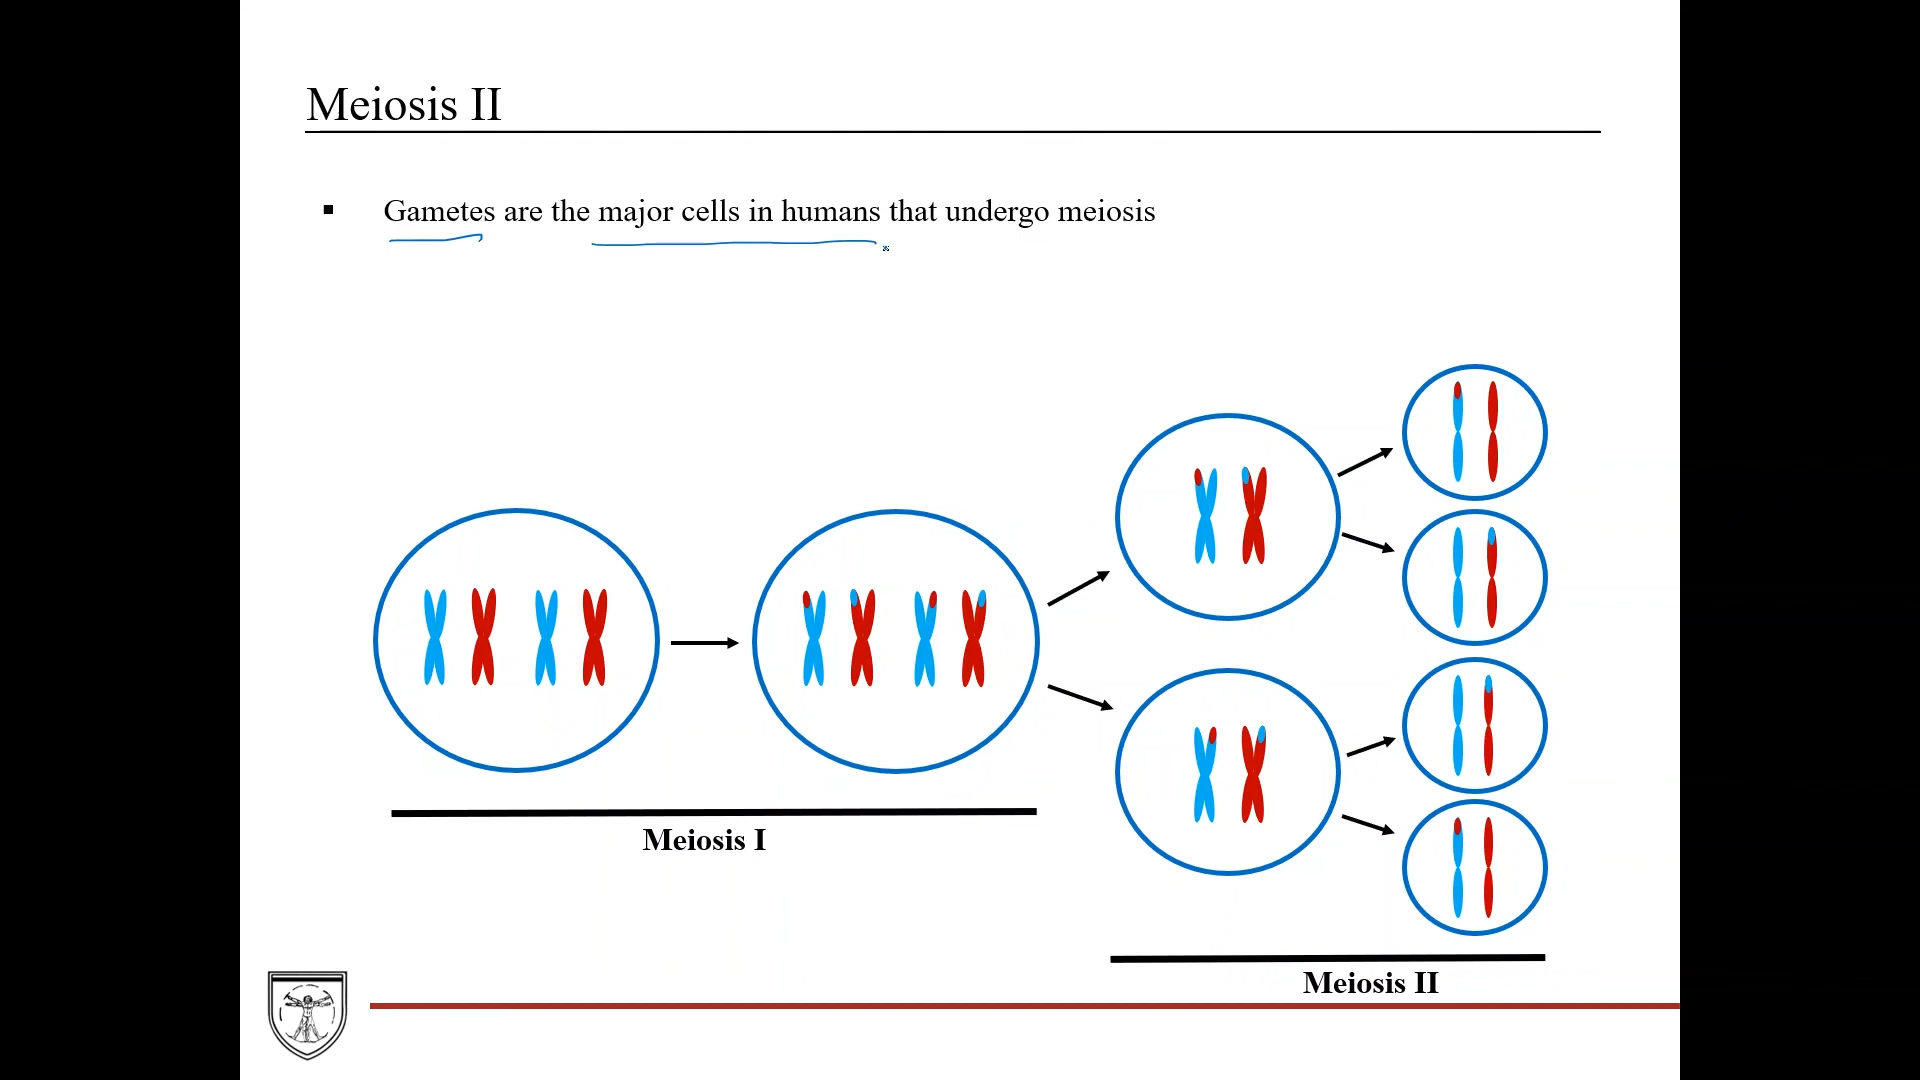 Meiosis II
▪ Gametes are the major cells in humans that undergo meiosis
Meiosis I
Meiosis II